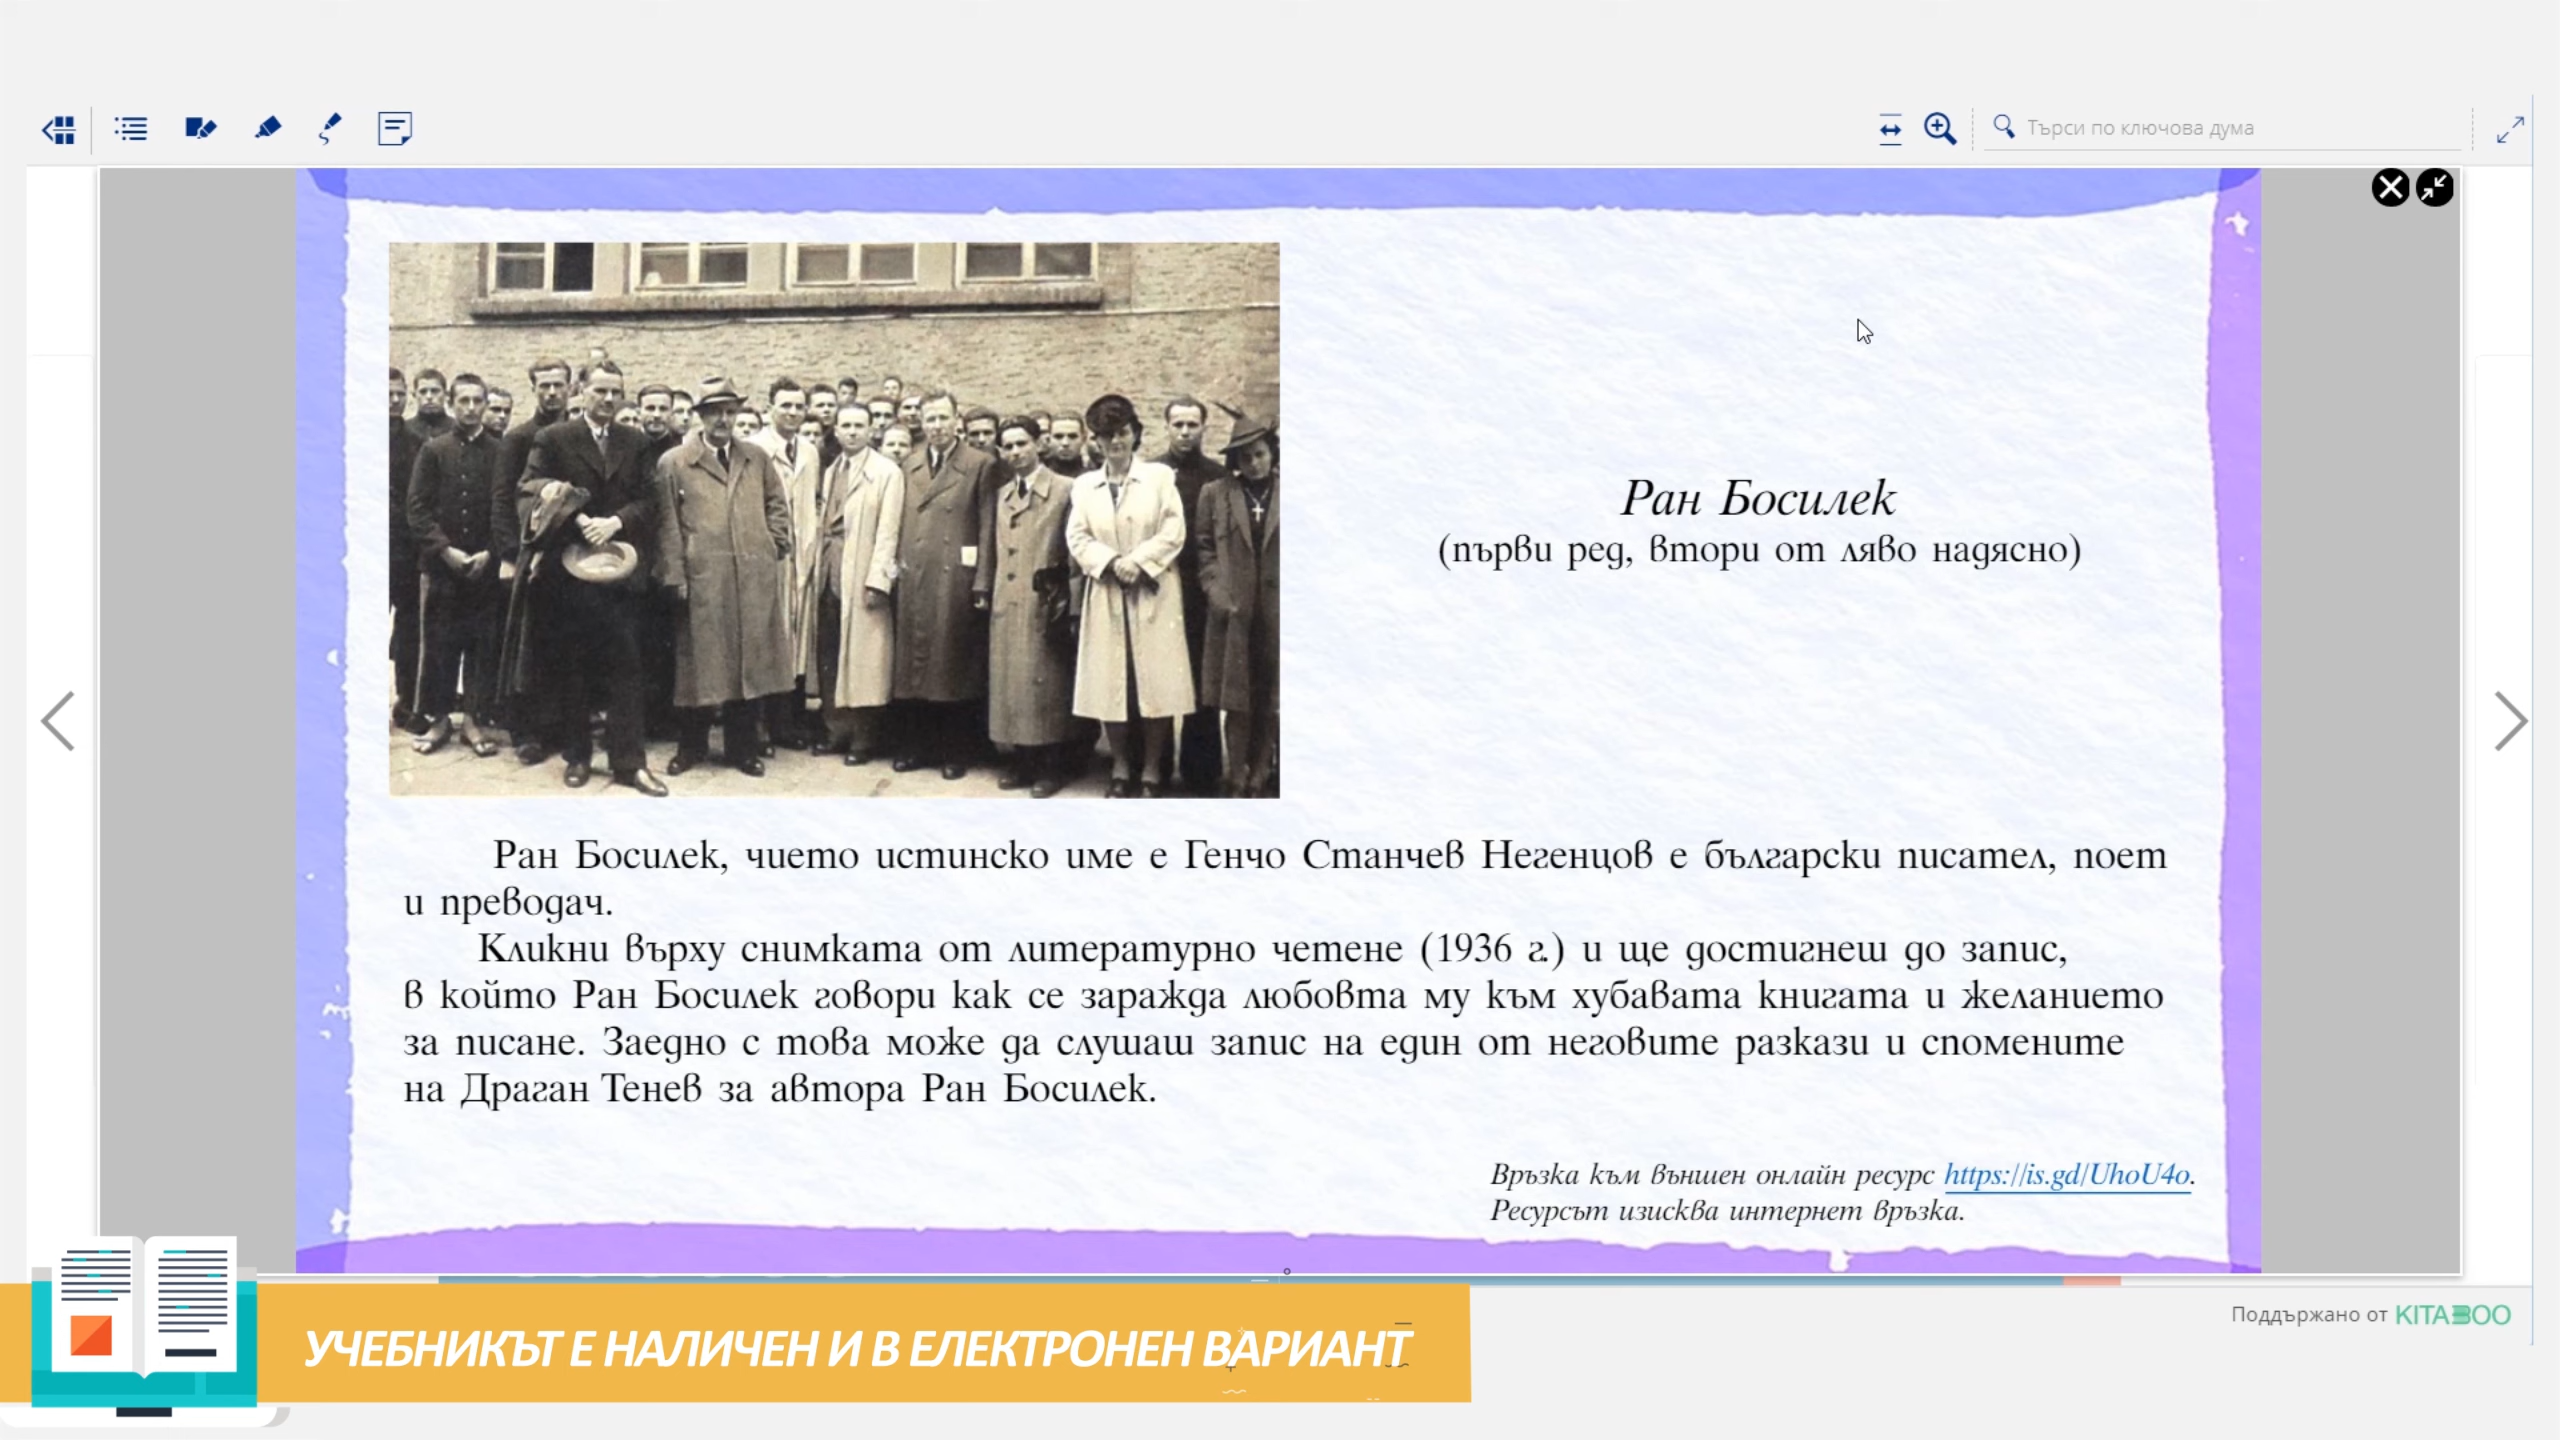 Търси по ключова дума
Ран Босилек
(първи ред, втори от ляво надясно)
Ран Босилек, чието истинско име е Генчо Станчев Негенцов е български писател, поет
и преводач.
Кликни върху снимката от литературно четене (1936 г.) и ще достигнеш до запис,
в който Ран Босилек говори как се заражда любовта му към хубавата книгата и желанието
за писане. Заедно с това може да слушаш запис на един от неговите разкази и спомените
на Драган Тенев за автора Ран Босилек.
Връзка към външен онлайн ресурс https://is.gd/UhoU4o.
Ресурсът изисква интернет връзка.
Поддържано от KITABOO
УЧЕБНИКЪТ Е НАЛИЧЕН И В ЕЛЕКТРОНЕН ВАРИАНТ